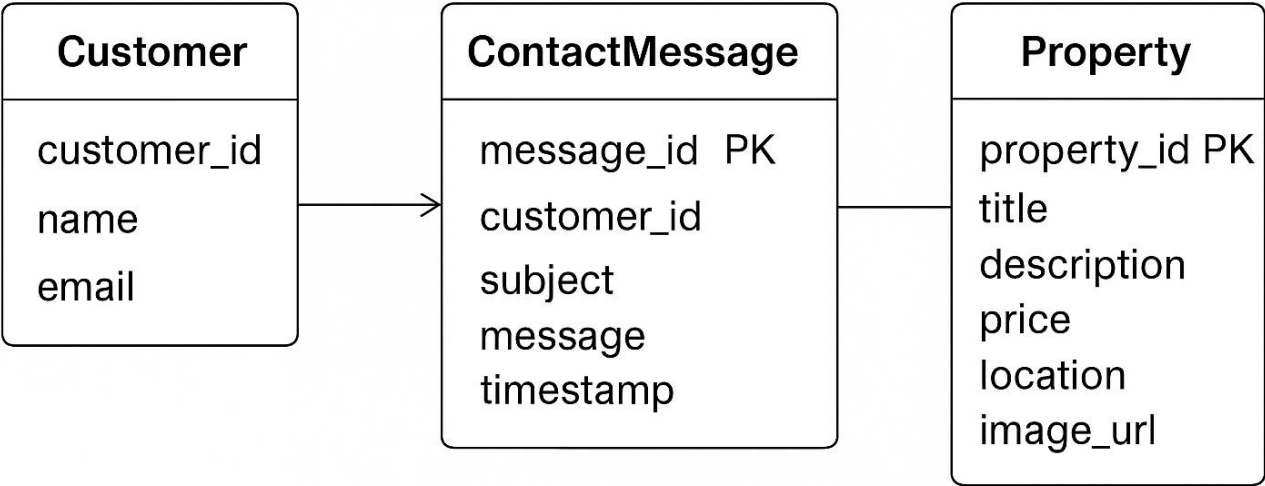 Customer
customer_id
name
email
ContactMessage
message_id PK
customer_id
subject
message
timestamp
Property
property_id PK
title
description
price
location
image_url